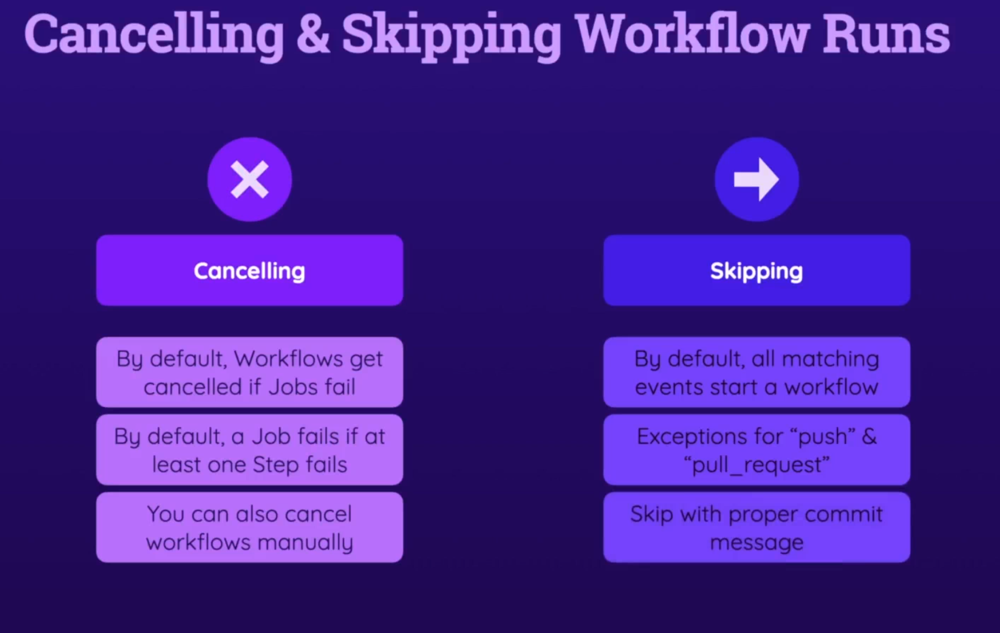 Cancelling & Skipping Workflow Runs
Cancelling
By default, Workflows get
cancelled if Jobs fail
By default, a Job fails if at
least one Step fails
You can also cancel
workflows manually
Skipping
By default, all matching
events start a workflow
Exceptions for “push” &
“pull_request”
Skip with proper commit
message